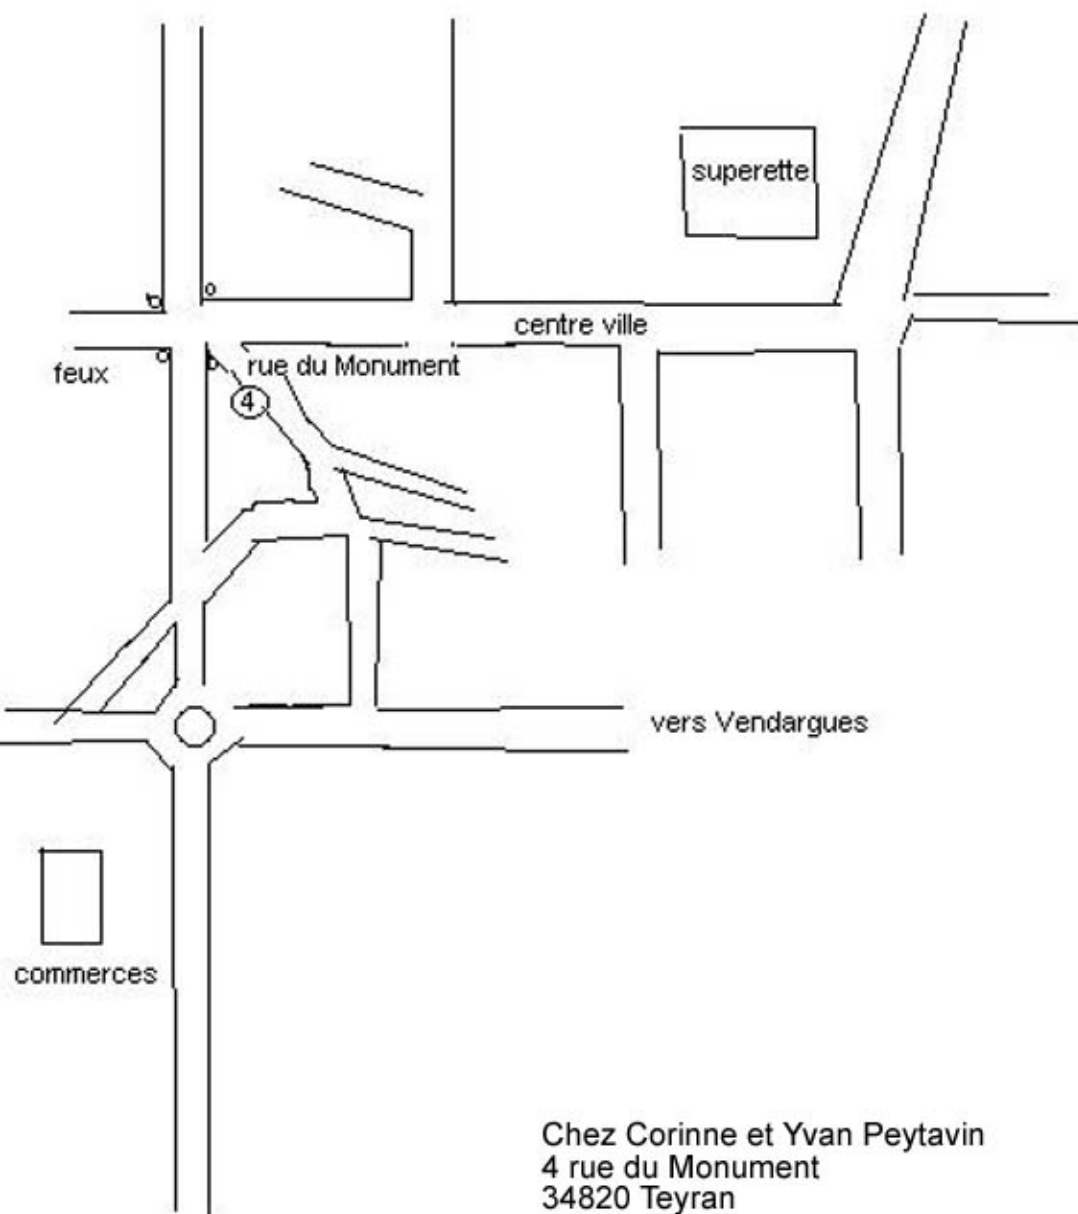 superette
centre ville
feux
rue du Monument
4
vers Vendargues
commerces
Chez Corinne et Yvan Peytavin
4 rue du Monument
34820 Teyran